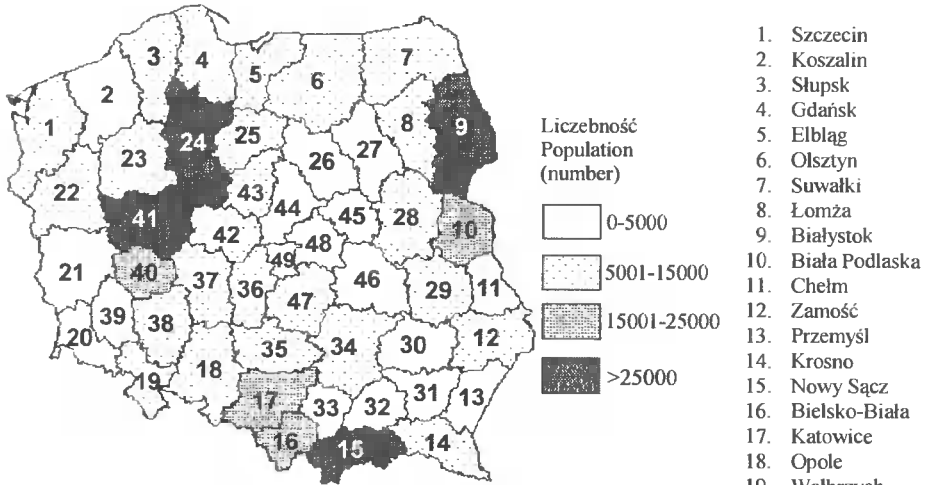 3
4
5
7
2
6
1
8
9
24
25
23
27
26
22
43
28
41
44
45
10
42
48
21
40
49
46
37
36
47
29
11
39
38
20
35
34
30
12
19
18
17
33
32
31
13
16
15
14
Liczebność
Population
(number)
0-5000
5001-15000
15001-25000
>25000
1. Szczecin
2. Koszalin
3. Słupsk
4. Gdańsk
5. Elbląg
6. Olsztyn
7. Suwałki
8. Łomża
9. Białystok
10. Biała Podlaska
11. Chełm
12. Zamość
13. Przemyśl
14. Krosno
15. Nowy Sącz
16. Bielsko-Biała
17. Katowice
18. Opole